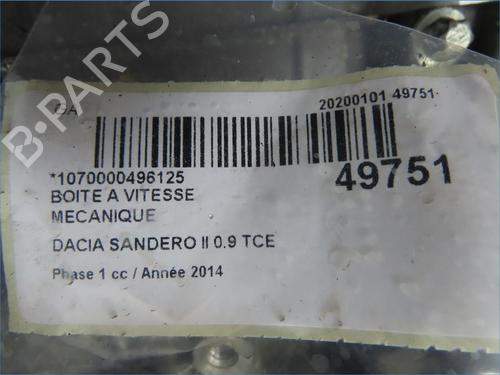 GA
20200101 49751
*1070000496125
49751
BOITE A VITESSE
MECANIQUE
DACIA SANDERO II 0.9 TCE
Phase 1 cc / Année 2014
B-PARTS